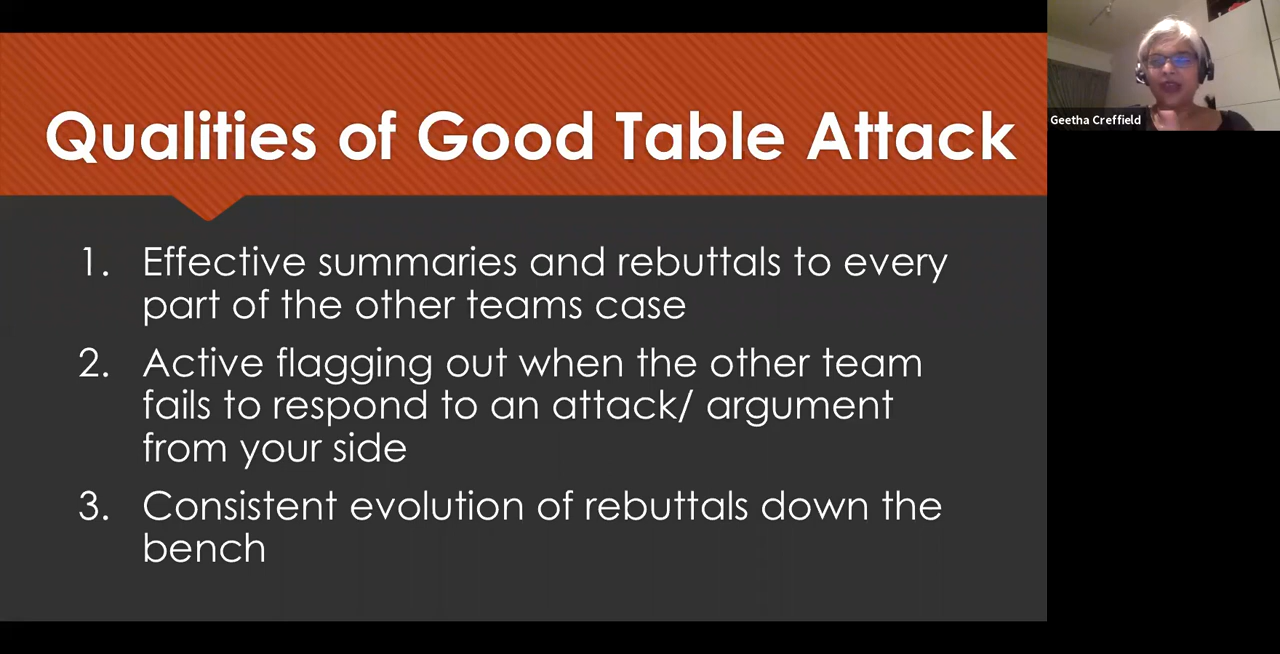 Qualities of Good Table Attack
Geetha Creffield
1. Effective summaries and rebuttals to every
part of the other teams case
2. Active flagging out when the other team
fails to respond to an attack/ argument
from your side
3. Consistent evolution of rebuttals down the
bench